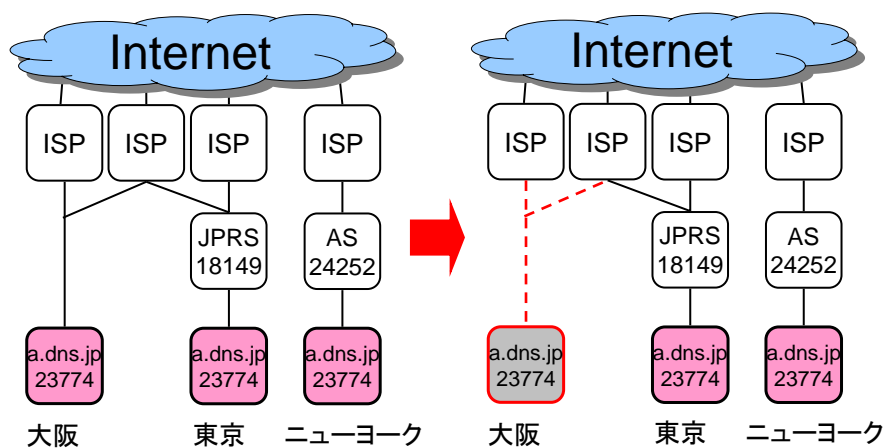 Internet
ISP ISP ISP ISP
JPRS
18149
AS
24252
a.dns.jp
23774
a.dns.jp
23774
a.dns.jp
23774
大阪 東京 ニューヨーク
Internet
ISP ISP ISP ISP
JPRS
18149
AS
24252
a.dns.jp
23774
a.dns.jp
23774
a.dns.jp
23774
大阪 東京 ニューヨーク